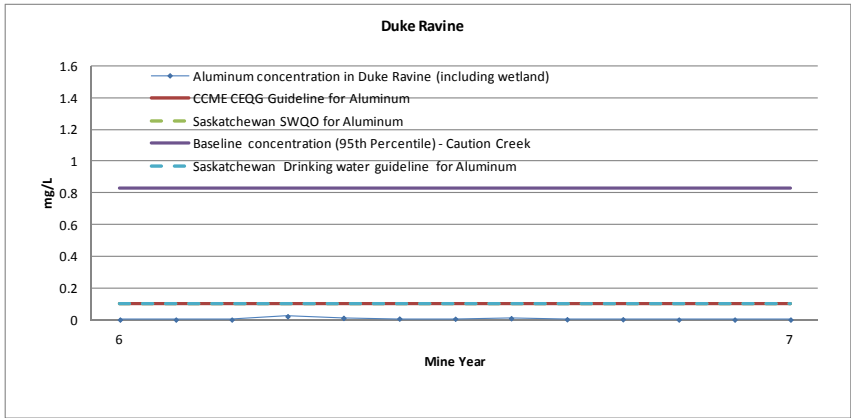 Duke Ravine
1.6
1.4
1.2
1
0.8
0.6
0.4
0.2
0
mg/L
Aluminum concentration in Duke Ravine (including wetland)
CCME CEQG Guideline for Aluminum
Saskatchewan SWQO for Aluminum
Baseline concentration (95th Percentile) - Caution Creek
Saskatchewan Drinking water guideline for Aluminum
6
7
Mine Year